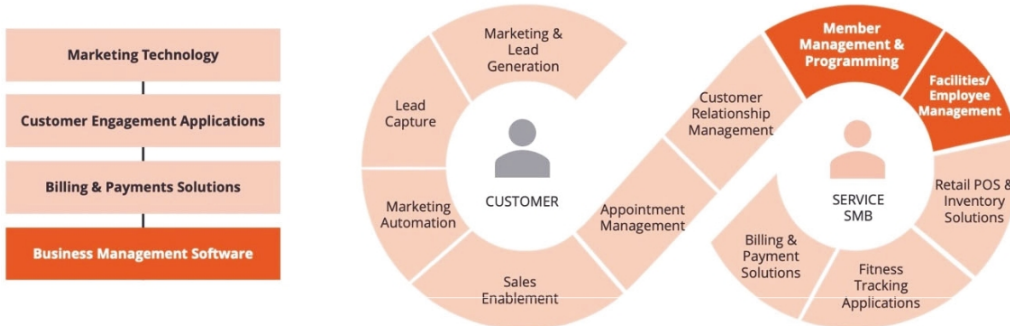 Marketing Technology
Customer Engagement Applications
Billing & Payments Solutions
Business Management Software
Marketing &
Lead
Generation
Lead
Capture
Marketing
Automation
Sales
Enablement
Appointment
Management
Customer
Relationship
Management
CUSTOMER
Member
Management &
Programming
Facilities/
Employee
Management
Retail POS &
Inventory
Solutions
Fitness
Tracking
Applications
Billing &
Payment
Solutions
SERVICE
SMB